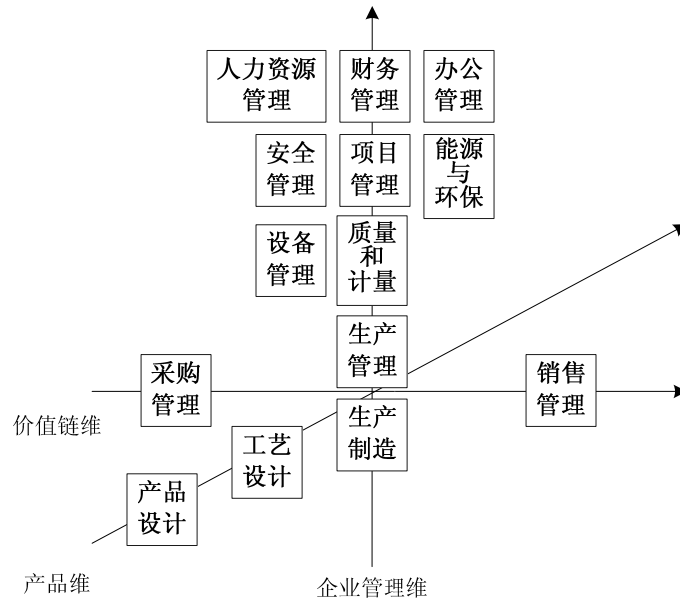 人力资源
管理
财务
管理
办公
管理
安全
管理
项目
管理
能源
与
环保
设备
管理
质量
和
计量
生产
管理
采购
管理
销售
管理
价值链维
生产
制造
工艺
设计
产品
设计
产品维
企业管理维